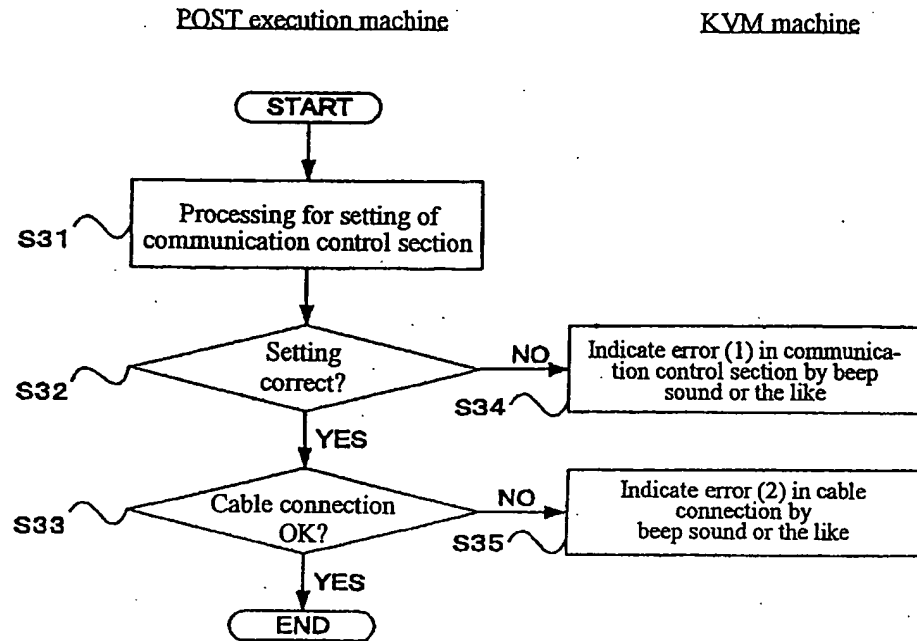 POST execution machine
KVM machine
START
Processing for setting of
communication control section
S31
Setting
correct?
S32
NO
Indicate error (1) in communica-
tion control section by beep
sound or the like
S34
YES
Cable connection
OK?
S33
NO
Indicate error (2) in cable
connection by
beep sound or the like
S35
YES
END